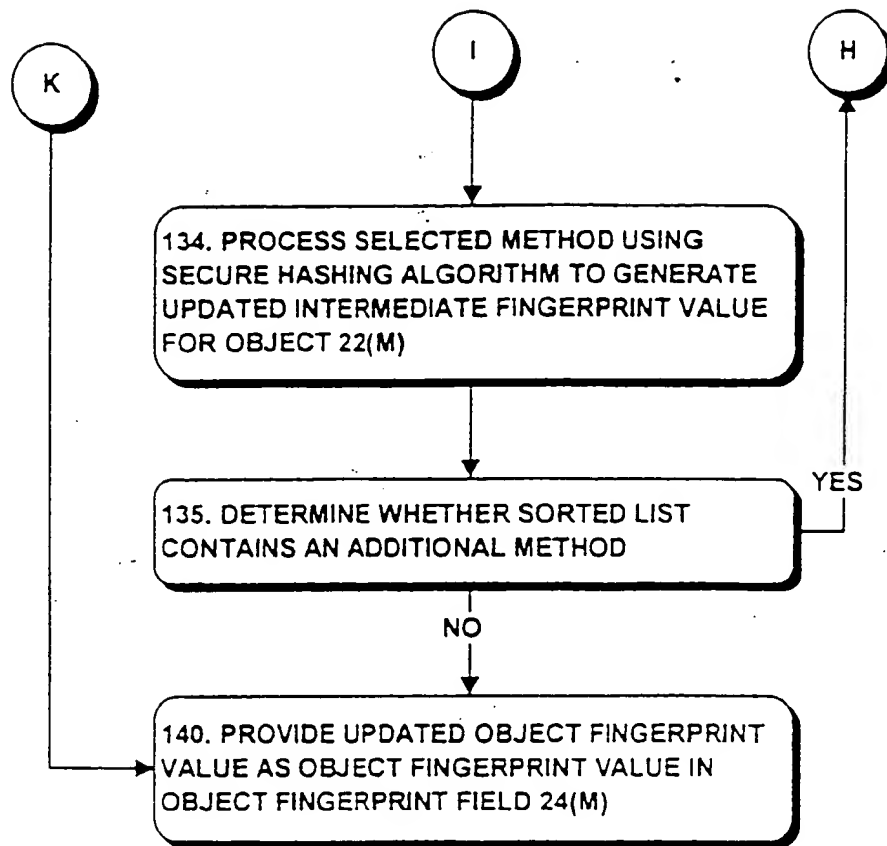 K
I
H
134. PROCESS SELECTED METHOD USING
SECURE HASHING ALGORITHM TO GENERATE
UPDATED INTERMEDIATE FINGERPRINT VALUE
FOR OBJECT 22(M)
YES
135. DETERMINE WHETHER SORTED LIST
CONTAINS AN ADDITIONAL METHOD
NO
140. PROVIDE UPDATED OBJECT FINGERPRINT
VALUE AS OBJECT FINGERPRINT VALUE IN
OBJECT FINGERPRINT FIELD 24(M)